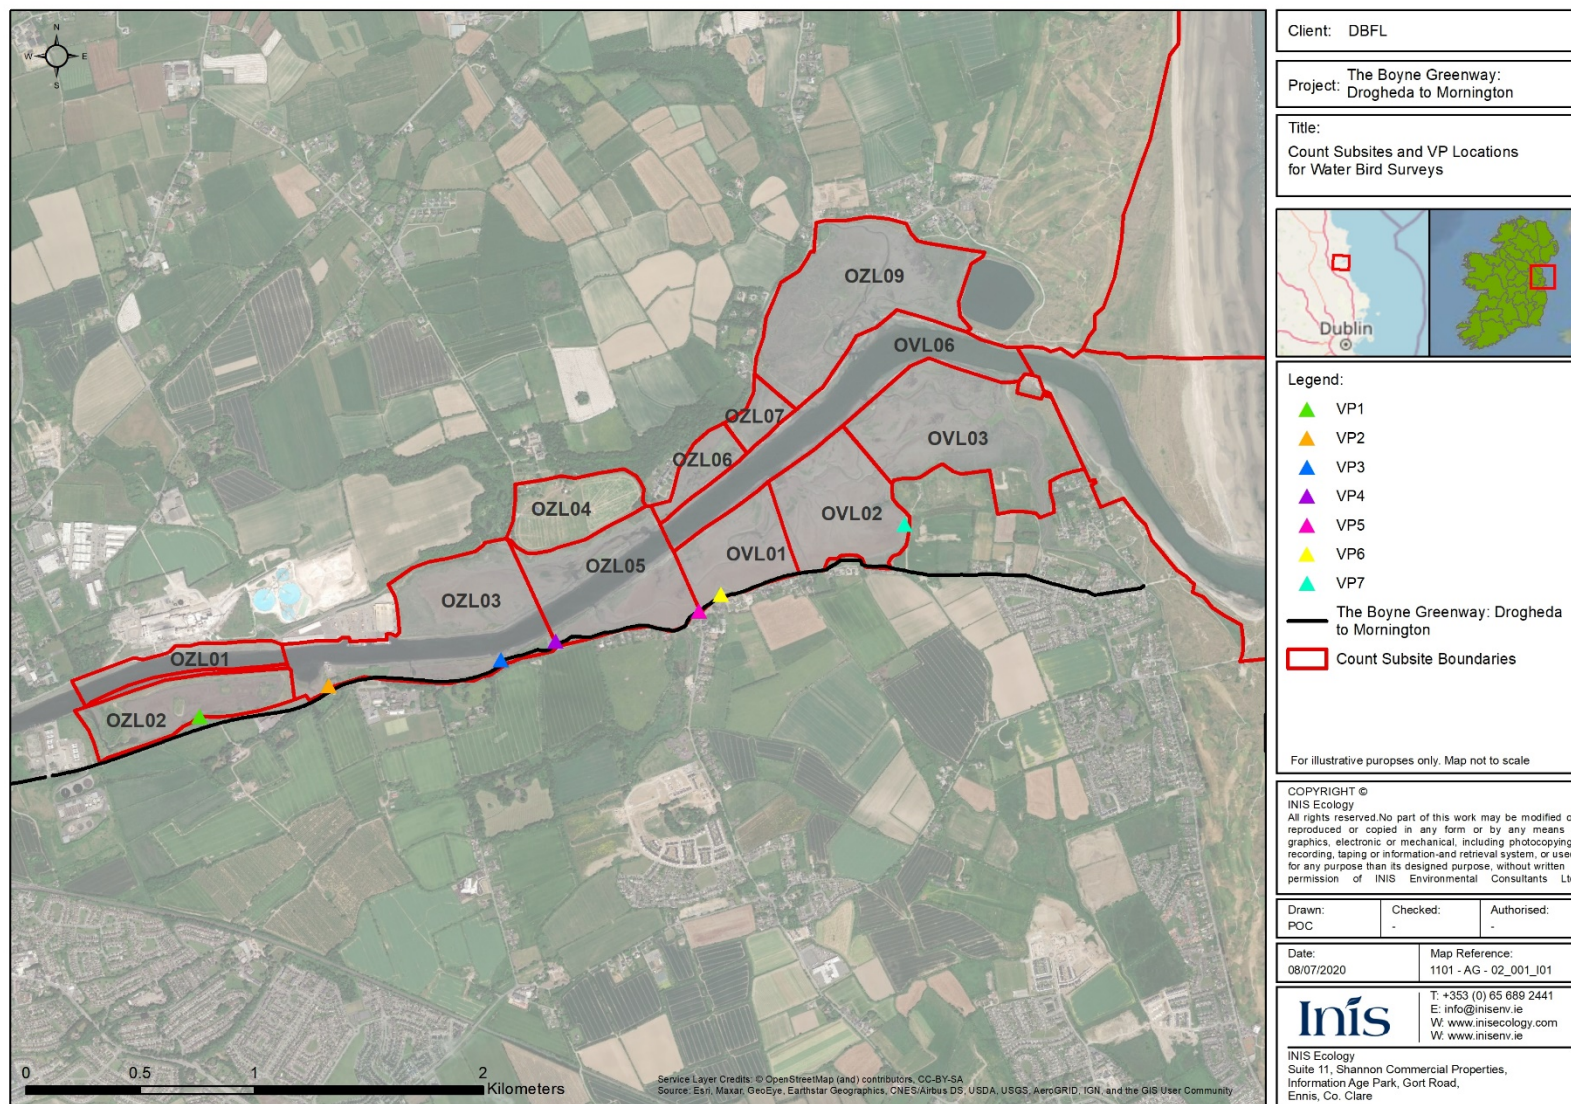 N
W E
S
OZL09
OVL06
OZL07
OVL03
OZL06
OZL04
OVL02
OZL05
OVL01
OZL03
OZL01
OZL02
0 0.5 1 2
Kilometers
Service Layer Credits: © OpenStreetMap (and) contributors, CC-BY-SA
Source: Esri, Maxar, GeoEye, Earthstar Geographics, CNES/Airbus DS, USDA, USGS, AeroGRID, IGN, and the GIS User Community
Client: DBFL
Project: The Boyne Greenway:
Drogheda to Mornington
Title:
Count Subsites and VP Locations
for Water Bird Surveys
Dublin
Legend:
VP1
VP2
VP3
VP4
VP5
VP6
VP7
The Boyne Greenway: Drogheda
to Mornington
Count Subsite Boundaries
For illustrative puropses only. Map not to scale
COPYRIGHT ©
INIS Ecology
All rights reserved.No part of this work may be modified or
reproduced or copied in any form or by any means -
graphics, electronic or mechanical, including photocopying,
recording, taping or information-and retrieval system, or used
for any purpose than its designed purpose, without written
permission of INIS Environmental Consultants Ltd
Drawn: Checked: Authorised:
POC - -
Date: Map Reference:
08/07/2020 1101 - AG - 02_001_I01
Inis
T: +353 (0) 65 689 2441
E: info@inisenv.ie
W: www.inisecology.com
W: www.inisenv.ie
INIS Ecology
Suite 11, Shannon Commercial Properties,
Information Age Park, Gort Road,
Ennis, Co. Clare